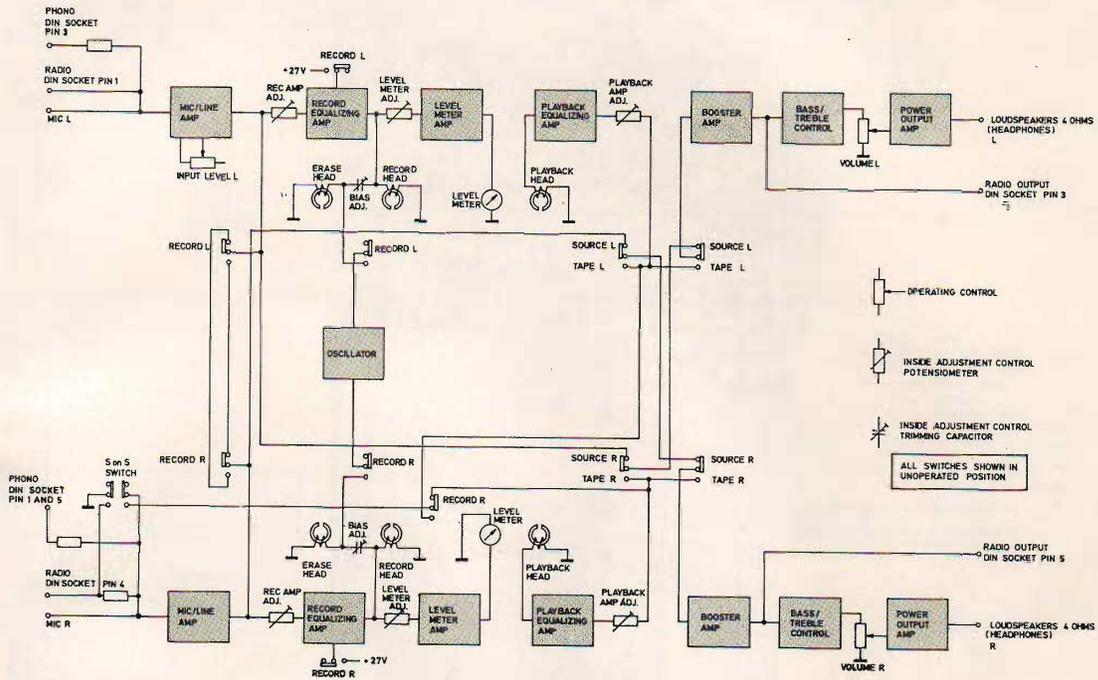 PHONO
DIN SOCKET
PIN 3
RADIO
DIN SOCKET PIN 1
MIC L
MIC/LINE
AMP
INPUT LEVEL L
REC AMP
ADJ.
+27V
RECORD L
RECORD
EQUALIZING
AMP
LEVEL
METER
ADJ.
LEVEL
METER AMP
ERASE
HEAD
BIAS
ADJ.
RECORD
HEAD
LEVEL
METER
PLAYBACK
EQUALIZING
AMP
PLAYBACK
AMP
ADJ.
PLAYBACK
HEAD
BOOSTER
AMP
BASS/
TREBLE
CONTROL
VOLUME L
POWER
OUTPUT
AMP
LOUDSPEAKERS 4 OHMS
(HEADPHONES)
L
RADIO OUTPUT
DIN SOCKET PIN 3
RECORD L
RECORD L
SOURCE L
TAPE L
SOURCE L
TAPE L
OSCILLATOR
OPERATING CONTROL
INSIDE ADJUSTMENT CONTROL
POTENSIOMETER
INSIDE ADJUSTMENT CONTROL
TRIMMING CAPACITOR
ALL SWITCHES SHOWN IN
UNOPERATED POSITION
RECORD R
RECORD R
SOURCE R
TAPE R
SOURCE R
TAPE R
RECORD R
S on S
SWITCH
PHONO
DIN SOCKET
PIN 1 AND 5
RADIO
DIN SOCKET PIN 4
MIC R
MIC/LINE
AMP
REC AMP
ADJ.
ERASE
HEAD
BIAS
ADJ.
RECORD
HEAD
RECORD
EQUALIZING
AMP
+27V
RECORD R
LEVEL
METER ADJ.
LEVEL
METER AMP
LEVEL
METER
PLAYBACK
HEAD
PLAYBACK
EQUALIZING
AMP
PLAYBACK
AMP ADJ.
BOOSTER
AMP
BASS/
TREBLE
CONTROL
VOLUME R
POWER
OUTPUT
AMP
RADIO OUTPUT
DIN SOCKET PIN 5
LOUDSPEAKERS 4 OHMS
(HEADPHONES)
R